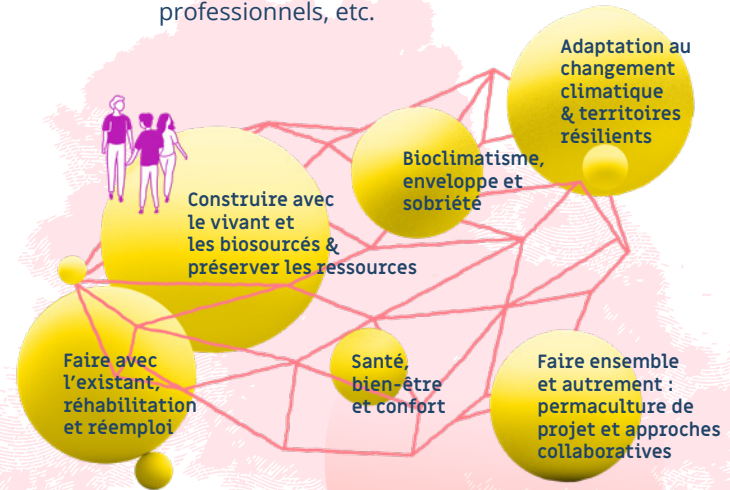 professionnels, etc.
Adaptation au
changement
climatique
& territoires
résilients
Bioclimatisme,
enveloppe et
sobriété
Construire avec
le vivant et
les biosourcés &
préserver les ressources
Faire avec
l’existant,
réhabilitation
et réemploi
Santé,
bien-être
et confort
Faire ensemble
et autrement :
permaculture de
projet et approches
collaboratives